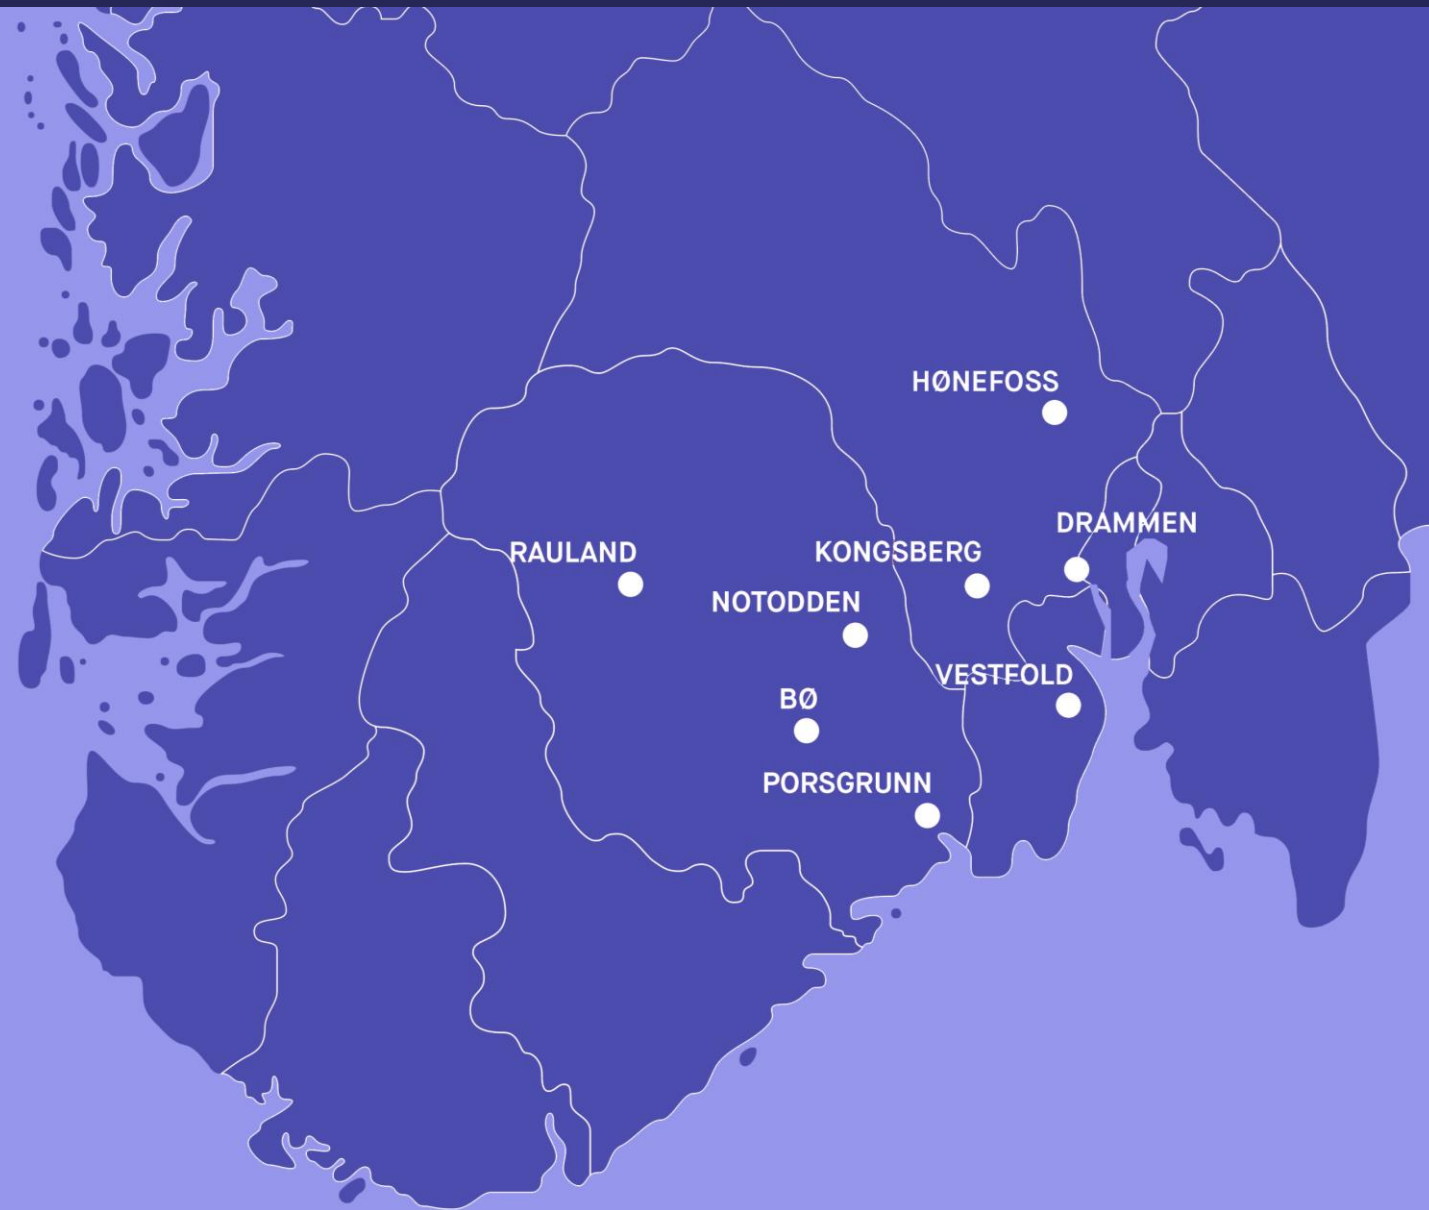 HØNEFOSS
DRAMMEN
RAULAND
KONGSBERG
NOTODDEN
VESTFOLD
BØ
PORSGRUNN